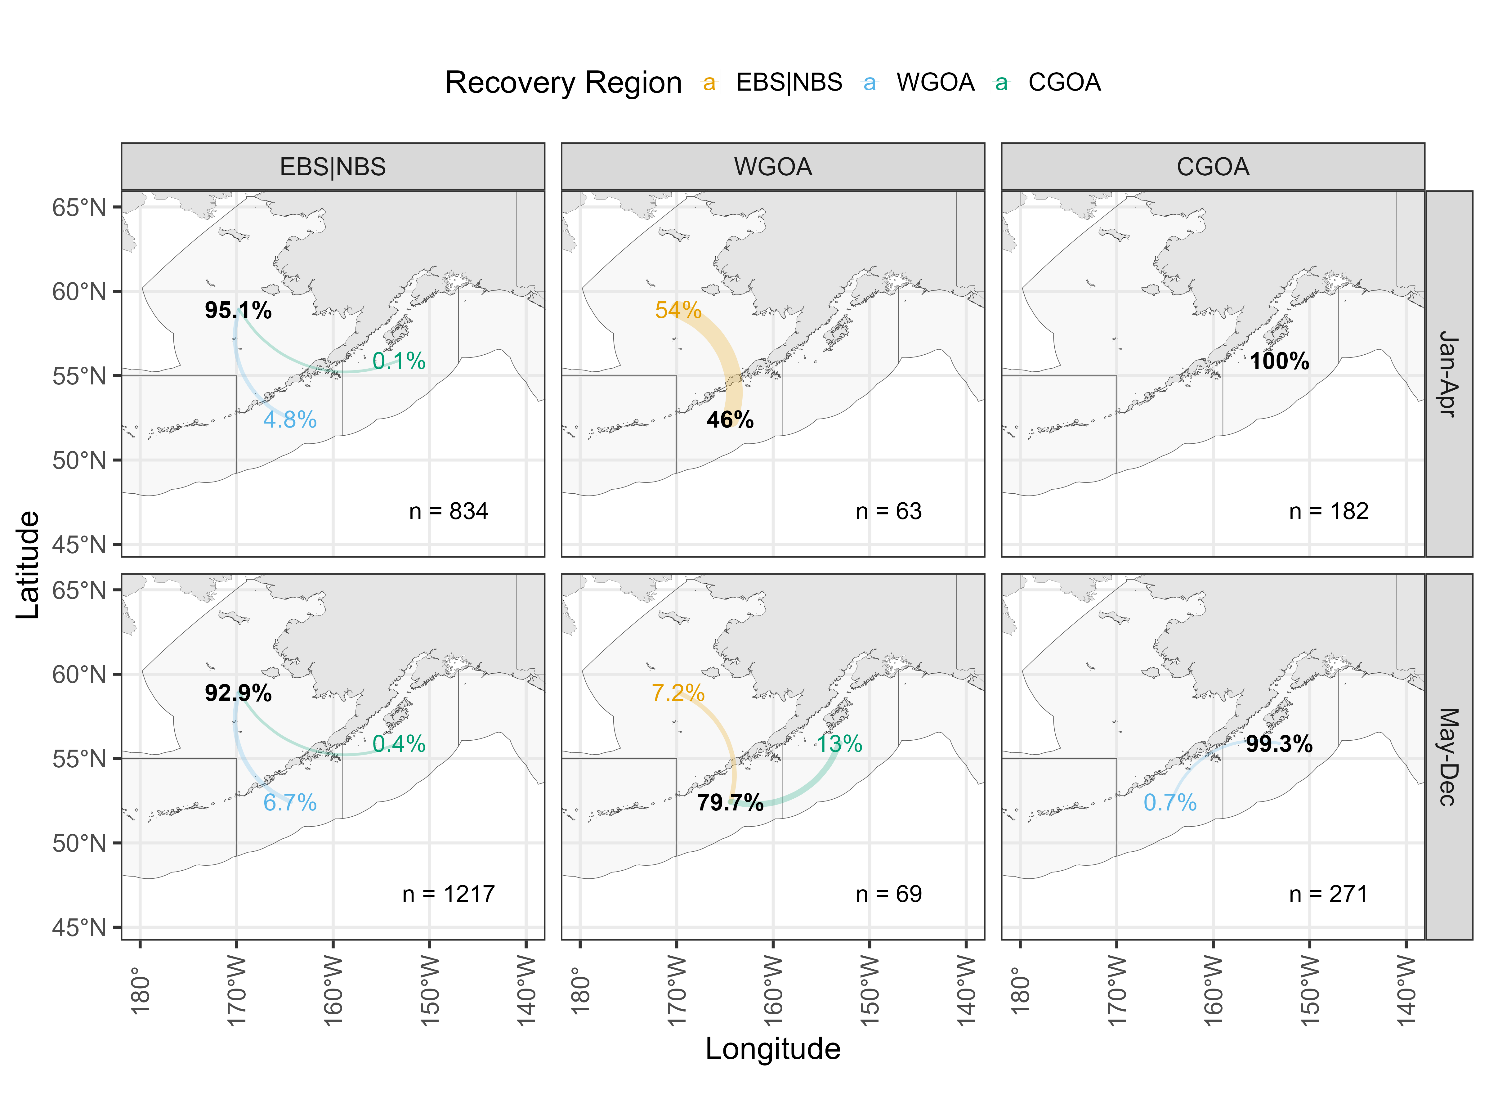 Recovery Region a EBS|NBS a WGOA a CGOA
EBS|NBS WGOA CGOA
65°N
60°N
55°N
50°N
45°N
95.1%
0.1%
4.8%
n = 834
54%
46%
n = 63
100%
n = 182
Jan-Apr
65°N
60°N
55°N
50°N
45°N
92.9%
0.4%
6.7%
n = 1217
7.2%
13%
79.7%
n = 69
99.3%
0.7%
n = 271
May-Dec
Latitude
180° 170°W 160°W 150°W 140°W
180° 170°W 160°W 150°W 140°W
180° 170°W 160°W 150°W 140°W
Longitude